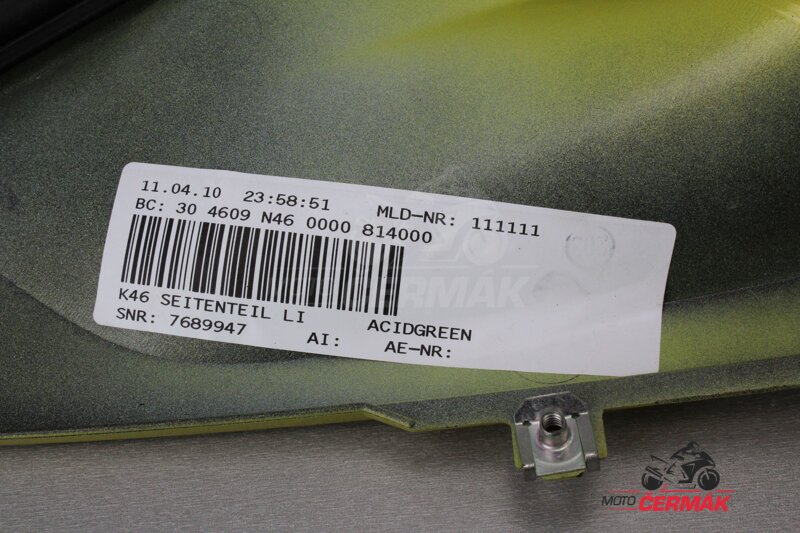 11.04.10 23:58:51 MLD-NR: 111111
BC: 30 4609 N46 0000 814000
K46 SEITENTEIL LI ACIDGREEN
SNR: 7689947 AI: AE-NR:
MOTO ČERMÁK